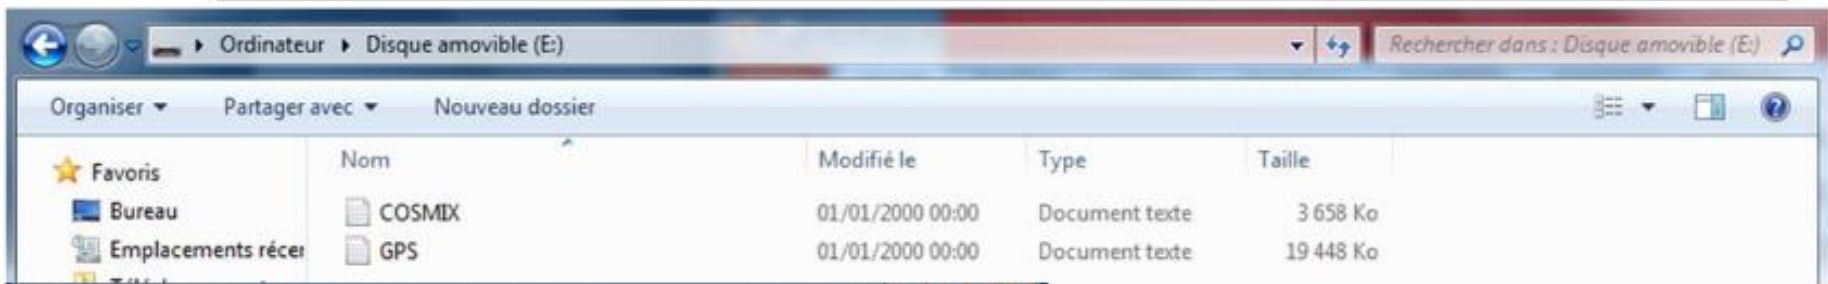 Ordinateur Disque amovible (E:) Rechercher dans : Disque amovible (E:)
Organiser Partager avec Nouveau dossier
Favoris Nom Modifié le Type Taille
Bureau COSMIX 01/01/2000 00:00 Document texte 3 658 Ko
Emplacements récer GPS 01/01/2000 00:00 Document texte 19 448 Ko